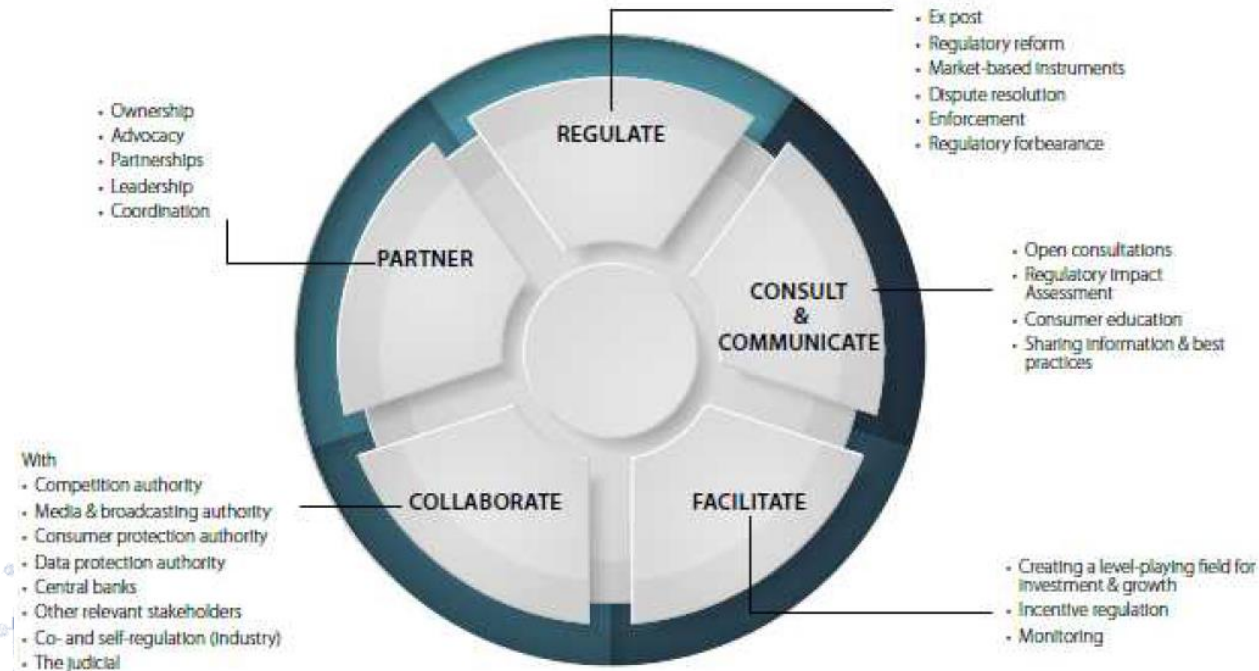 • Ex post
• Regulatory reform
• Market-based instruments
• Dispute resolution
• Enforcement
• Regulatory forbearance
REGULATE
• Ownership
• Advocacy
• Partnerships
• Leadership
• Coordination
PARTNER
CONSULT
&
COMMUNICATE
• Open consultations
• Regulatory Impact
Assessment
• Consumer education
• Sharing information & best
practices
With
• Competition authority
• Media & broadcasting authority
• Consumer protection authority
• Data protection authority
• Central banks
• Other relevant stakeholders
• Co- and self-regulation (industry)
• The judicial
COLLABORATE
FACILITATE
• Creating a level-playing field for
investment & growth
• Incentive regulation
• Monitoring